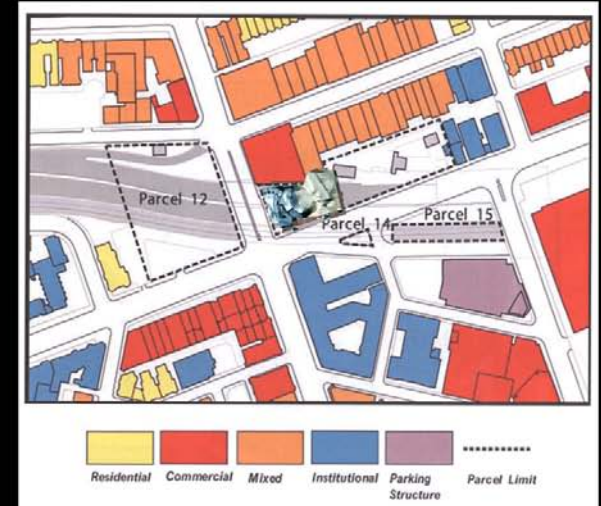 Parcel 12
Parcel 14
Parcel 15
Residential
Commercial
Mixed
Institutional
Parking
Structure
Parcel Limit